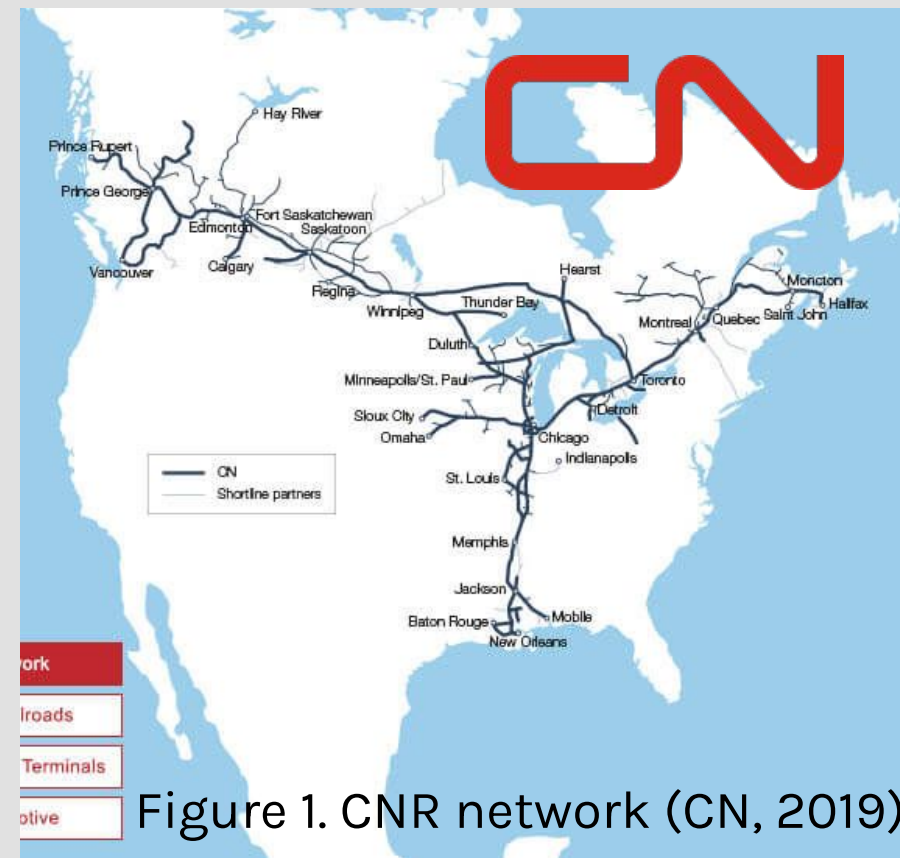 CN
Hay River
Prince Rupert
Prince George
Fort Saskatchewan
Edmonton
Saskatoon
Vancouver
Calgary
Regina
Winnipeg
Hearst
Thunder Bay
Moncton
Halifax
Saint John
Quebec
Montreal
Duluth
Minneapolis/St. Paul
Toronto
Sioux City
Detroit
Omaha
Chicago
Indianapolis
CN
Shortline partners
St. Louis
Memphis
Jackson
Baton Rouge
Mobile
New Orleans
ork
lroads
Terminals
otive
Figure 1. CNR network (CN, 2019)